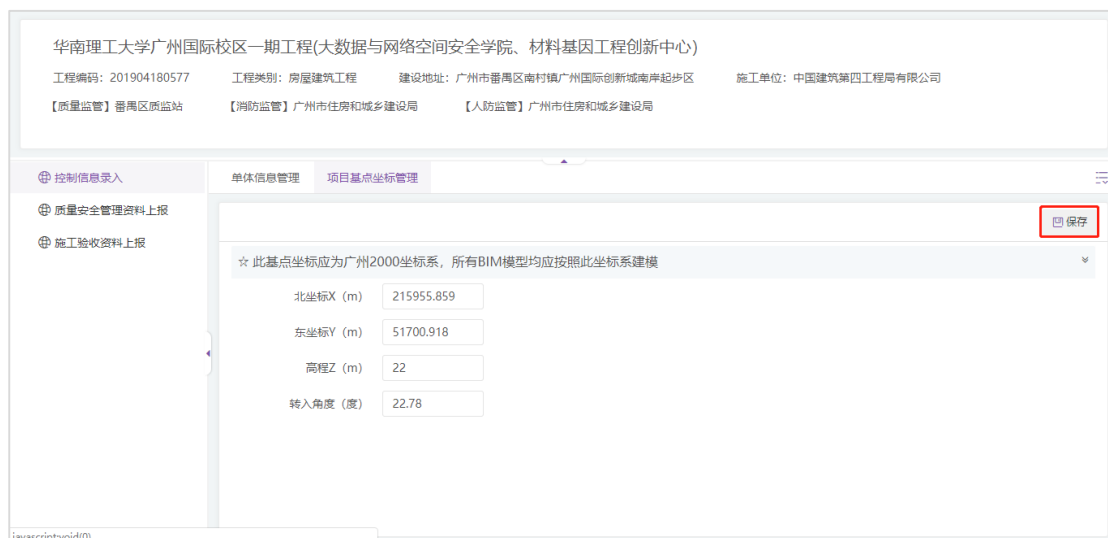 华南理工大学广州国际校区一期工程(大数据与网络空间安全学院、材料基因工程创新中心)
工程编码：201904180577 工程类别：房屋建筑工程 建设地址：广州市番禺区南村镇广州国际创新城南岸起步区 施工单位：中国建筑第四工程局有限公司
【质量监管】番禺区质监站 【消防监管】广州市住房和城乡建设局 【人防监管】广州市住房和城乡建设局
控制信息录入 单体信息管理 项目基点坐标管理
质量安全管理资料上报 保存
施工验收资料上报
☆ 此基点坐标应为广州2000坐标系，所有BIM模型均应按照此坐标系建模
北坐标X（m） 215955.859
东坐标Y（m） 51700.918
高程Z（m） 22
转入角度（度） 22.78
javascript:void(0)